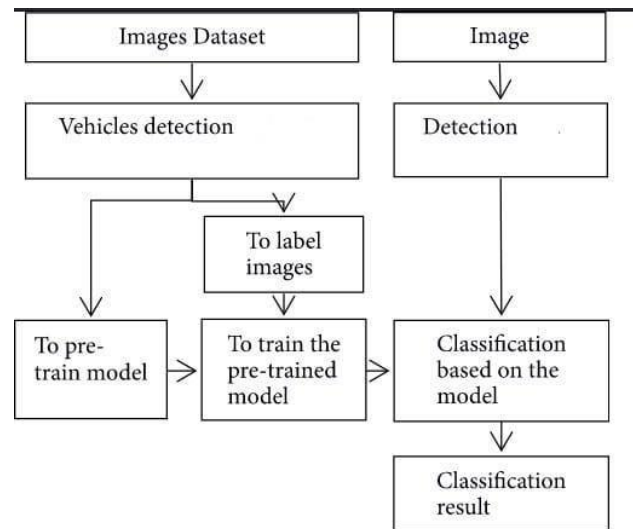 Images Dataset
Image
Vehicles detection
Detection
To label
images
To pre-
train model
To train the
pre-trained
model
Classification
based on the
model
Classification
result